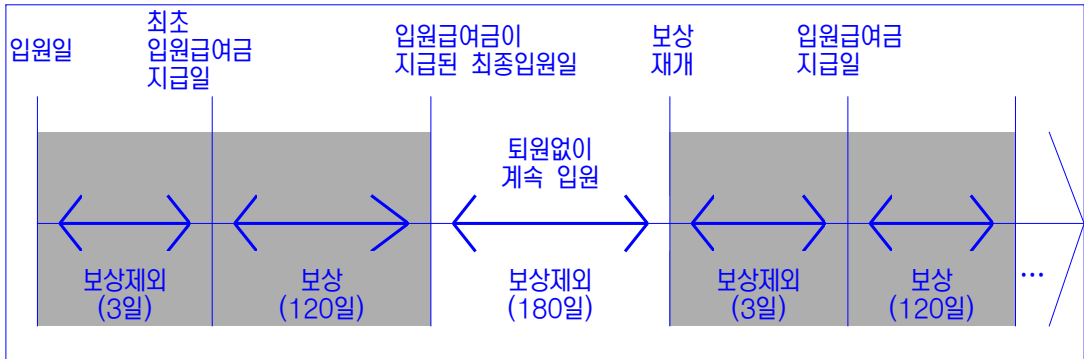 입원일
최초
입원급여금
지급일
입원급여금이
지급된 최종입원일
보상
재개
입원급여금
지급일
퇴원없이
계속 입원
보상제외
(3일)
보상
(120일)
보상제외
(180일)
보상제외
(3일)
보상
(120일)
…